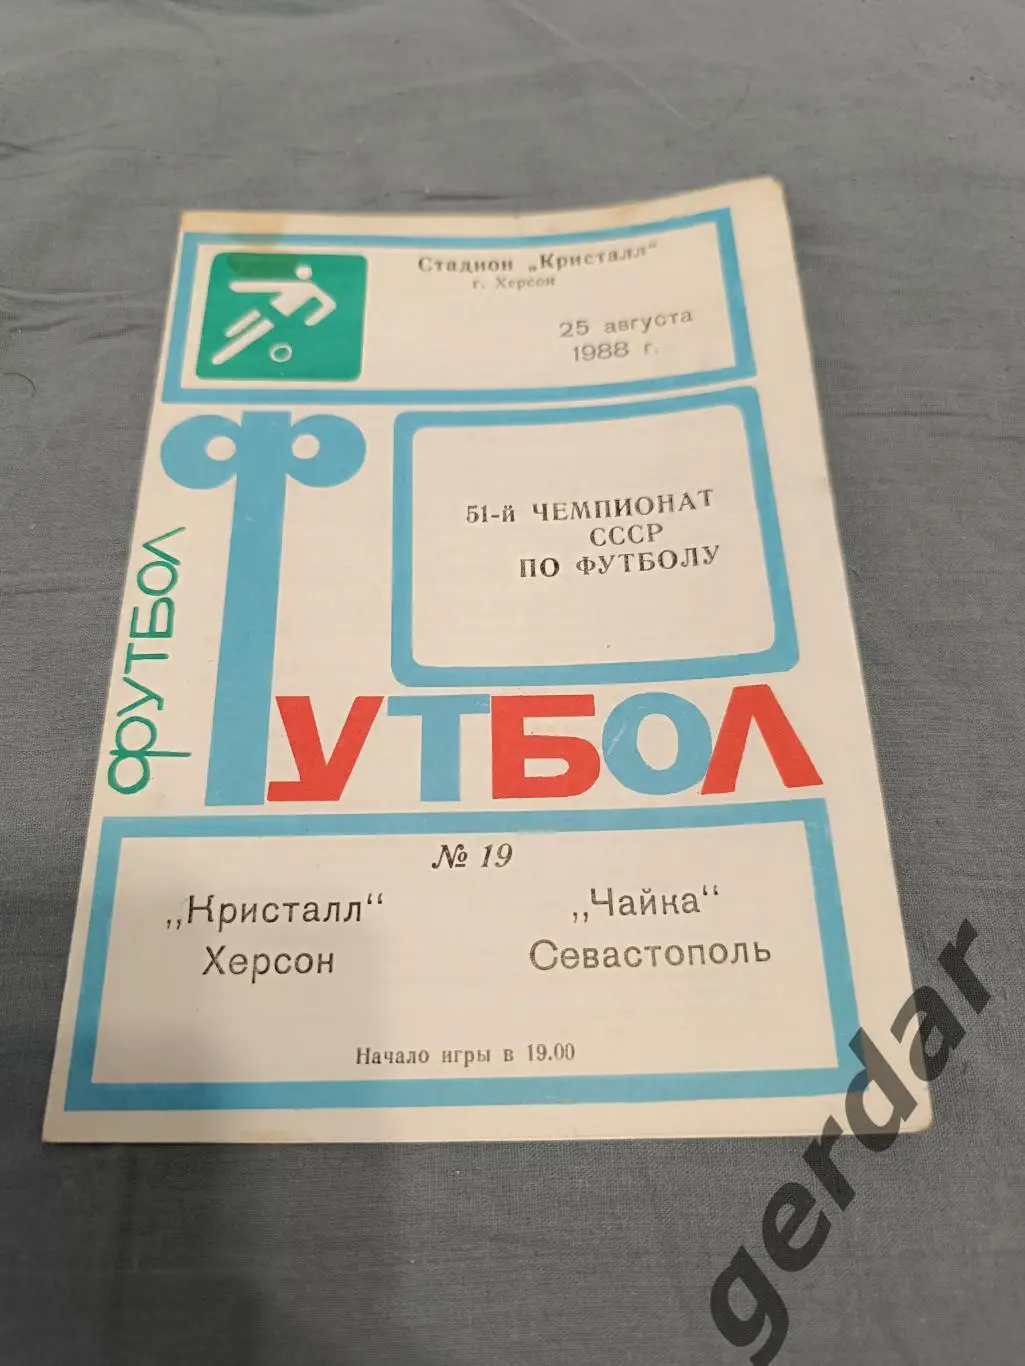 Стадион „Кристалл“
г. Херсон
25 августа
1988 г.
51-й ЧЕМПИОНАТ
СССР
ПО ФУТБОЛУ
ФУТБОЛ
ФУТБОЛ
№ 19
„Кристалл“
Херсон
„Чайка“
Севастополь
Начало игры в 19.00
gerdar